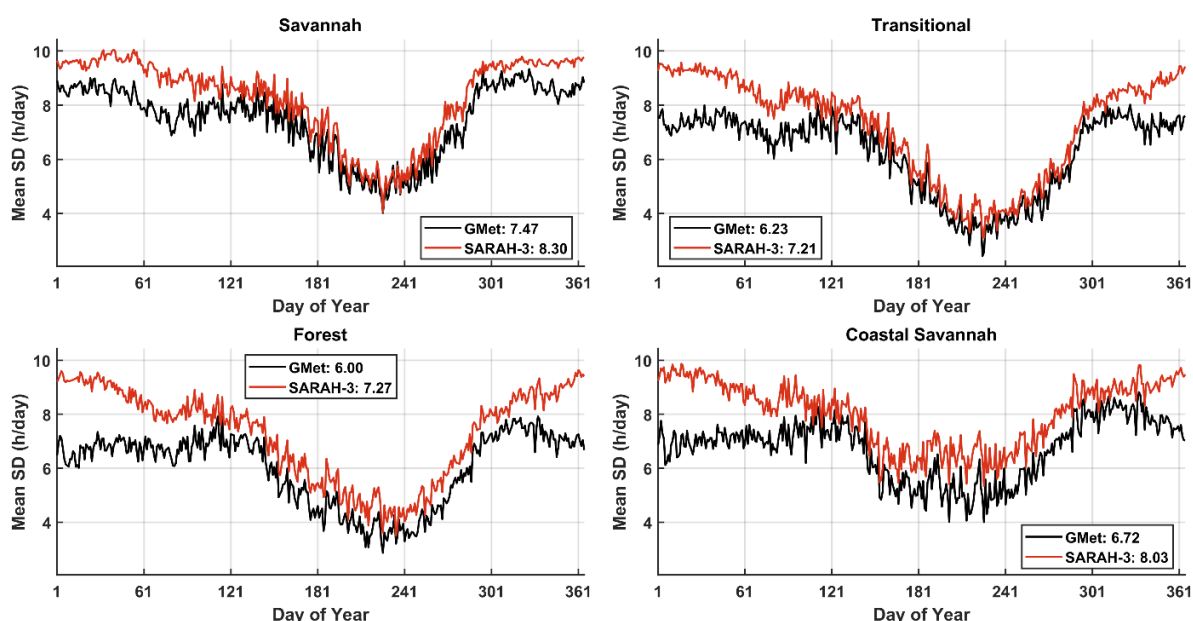 Savannah
Mean SD (h/day)
10
8
6
4
GMet: 7.47
SARAH-3: 8.30
1 61 121 181 241 301 361
Day of Year
Transitional
Mean SD (h/day)
10
8
6
4
GMet: 6.23
SARAH-3: 7.21
1 61 121 181 241 301 361
Day of Year
Forest
Mean SD (h/day)
10
8
6
4
GMet: 6.00
SARAH-3: 7.27
1 61 121 181 241 301 361
Day of Year
Coastal Savannah
Mean SD (h/day)
10
8
6
4
GMet: 6.72
SARAH-3: 8.03
1 61 121 181 241 301 361
Day of Year